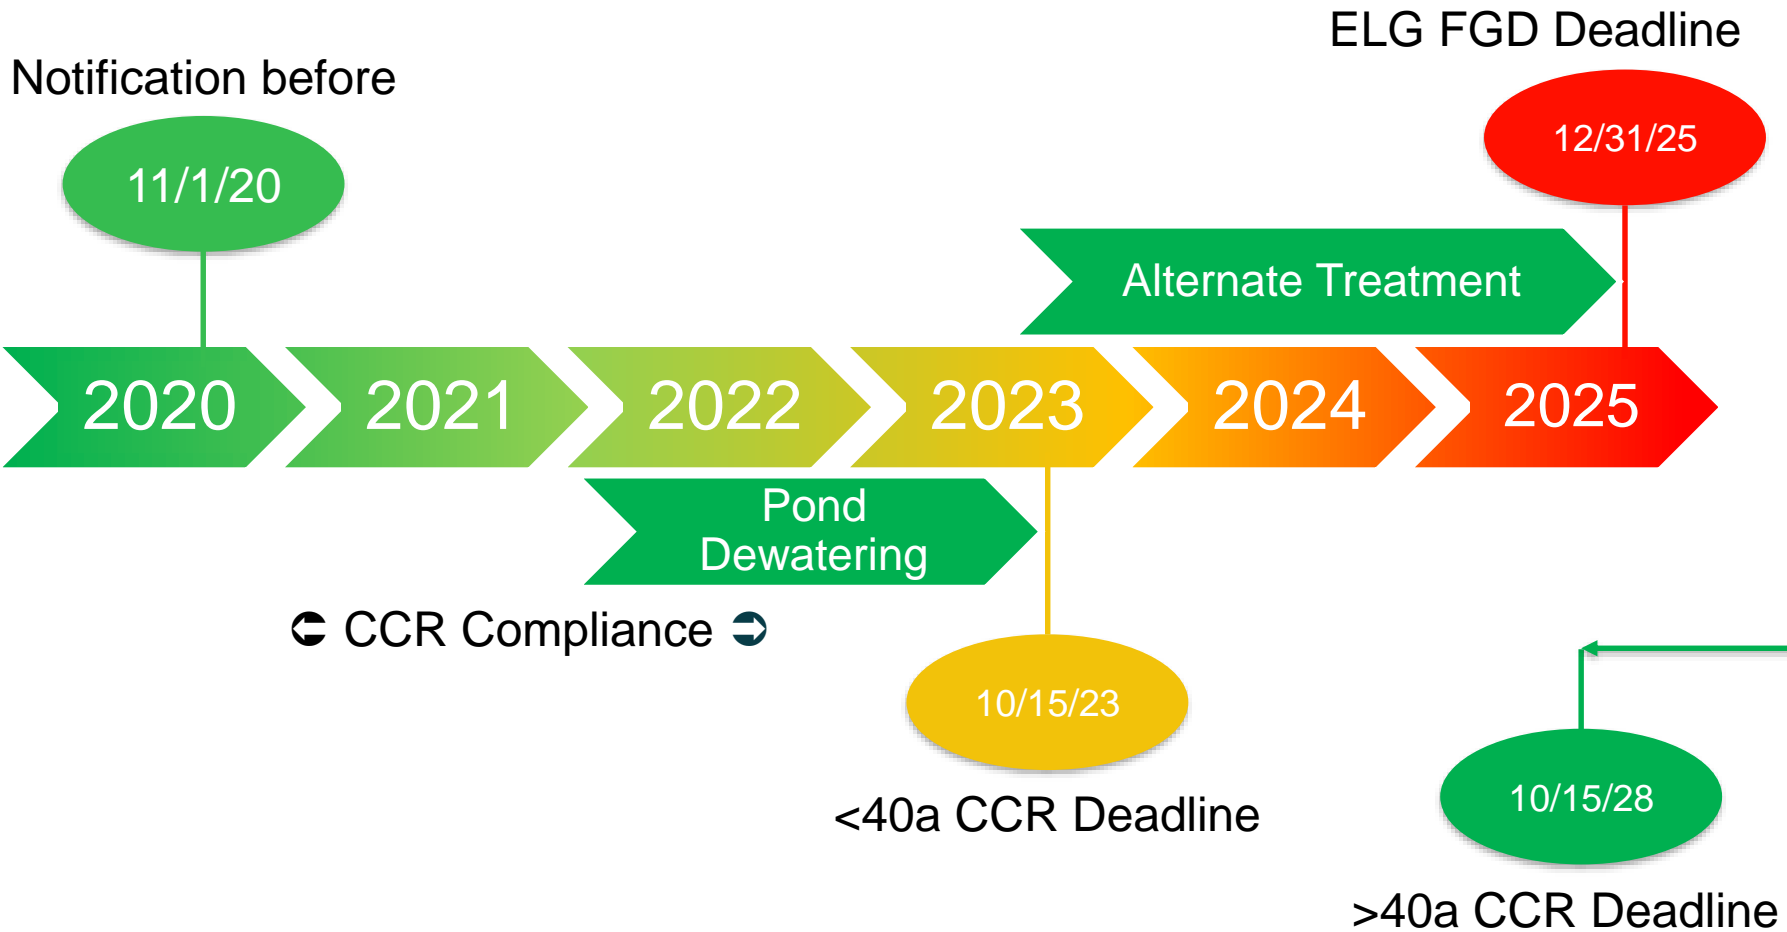 ELG FGD Deadline
Notification before
12/31/25
11/1/20
Alternate Treatment
2020 2021 2022 2023 2024 2025
Pond
Dewatering
CCR Compliance
10/15/23
<40a CCR Deadline
10/15/28
>40a CCR Deadline